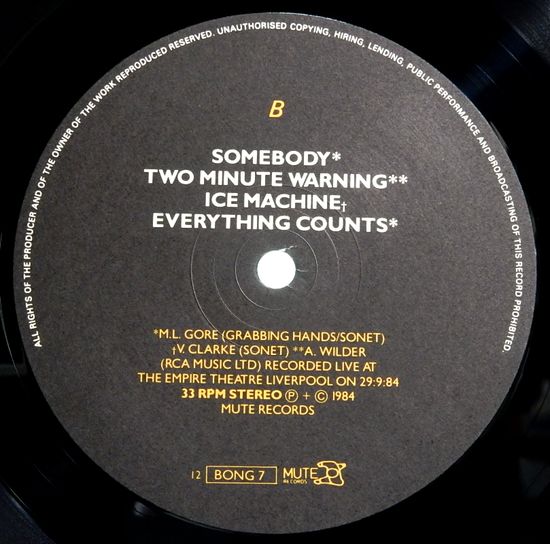 ALL RIGHTS OF THE PRODUCER AND OF THE OWNER OF THE WORK REPRODUCED RESERVED. UNAUTHORISED COPYING, HIRING, LENDING, PUBLIC PERFORMANCE AND BROADCASTING OF THIS RECORD PROHIBITED.
B
SOMEBODY*
TWO MINUTE WARNING**
ICE MACHINE†
EVERYTHING COUNTS*
*M.L. GORE (GRABBING HANDS/SONET)
†V. CLARKE (SONET) **A. WILDER
(RCA MUSIC LTD) RECORDED LIVE AT
THE EMPIRE THEATRE LIVERPOOL ON 29:9:84
33 RPM STEREO Ⓟ + © 1984
MUTE RECORDS
12 BONG 7 MUTE
RECORDS